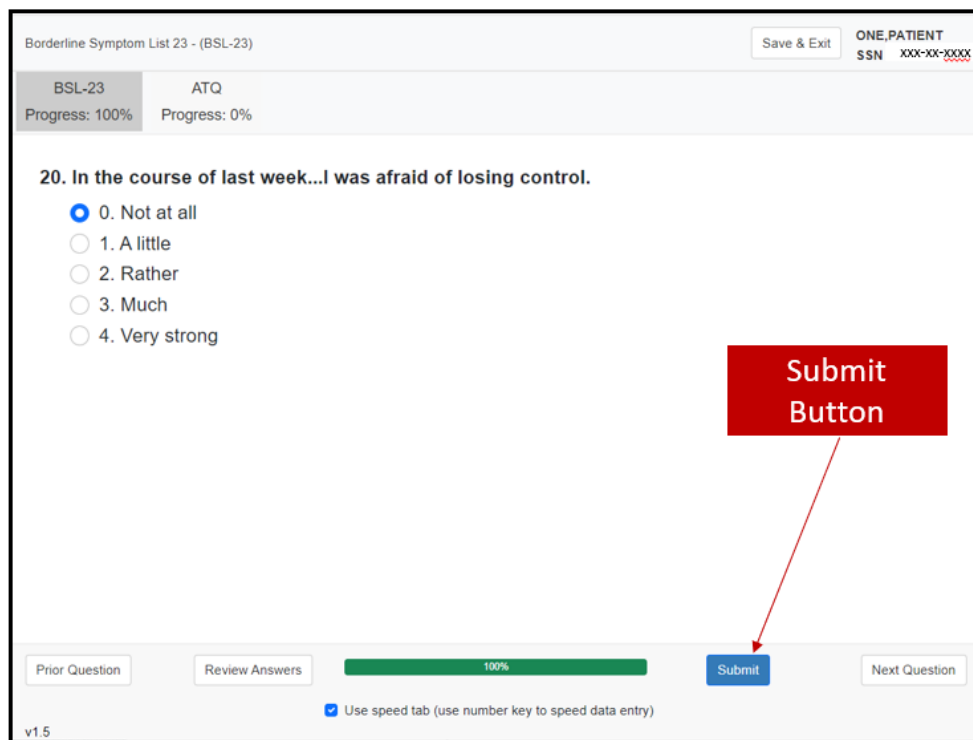 Borderline Symptom List 23 - (BSL-23)
Save & Exit
ONE,PATIENT
SSN XXX-XX-XXXX
BSL-23
Progress: 100%
ATQ
Progress: 0%
20. In the course of last week...I was afraid of losing control.
0. Not at all
1. A little
2. Rather
3. Much
4. Very strong
Submit
Button
Prior Question
Review Answers
100%
Submit
Next Question
Use speed tab (use number key to speed data entry)
v1.5